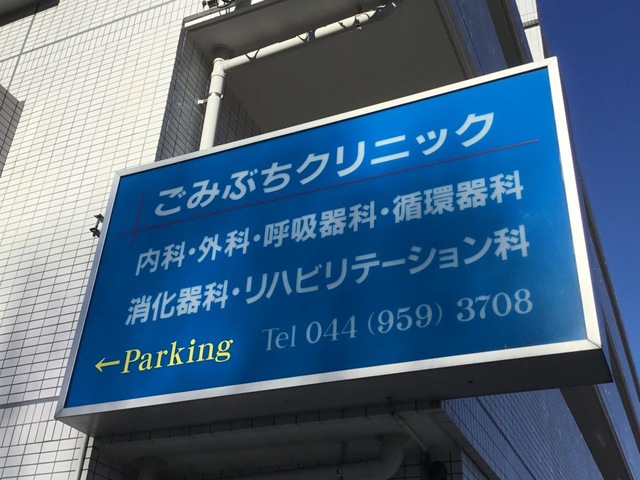 ごみぶちクリニック
内科・外科・呼吸器科・循環器科
消化器科・リハビリテーション科
←Parking Tel 044 (959) 3708